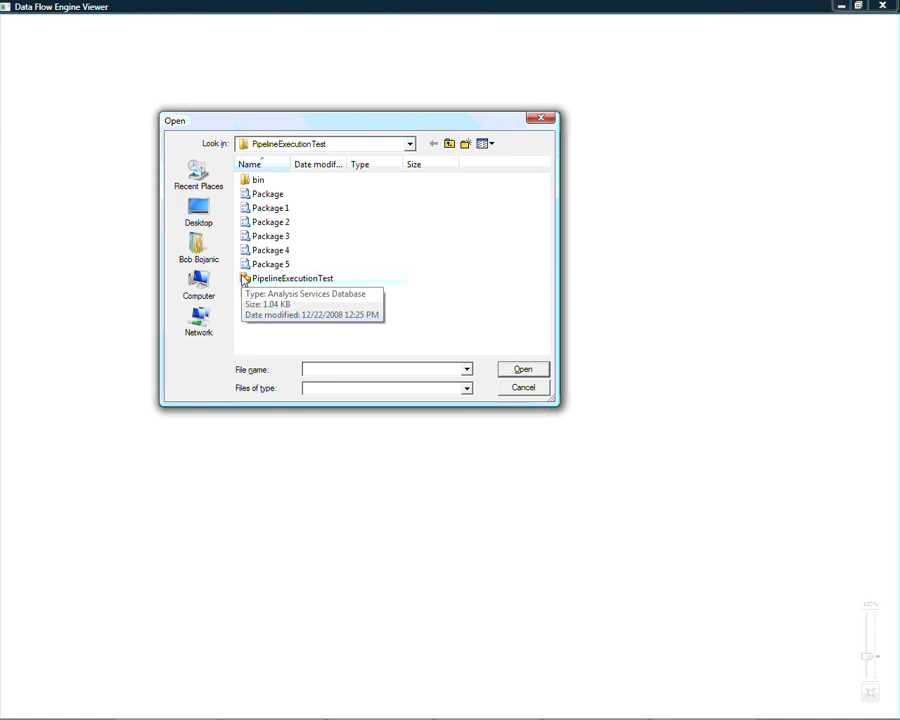 Data Flow Engine Viewer
Open
Look in: PipelineExecutionTest
Name Date modif... Type Size
bin
Package
Package 1
Package 2
Package 3
Package 4
Package 5
PipelineExecutionTest
Type: Analysis Services Database
Size: 1.04 KB
Date modified: 12/22/2008 12:25 PM
Recent Places
Desktop
Bob Bojanic
Computer
Network
File name: Open
Files of type: Cancel
100%